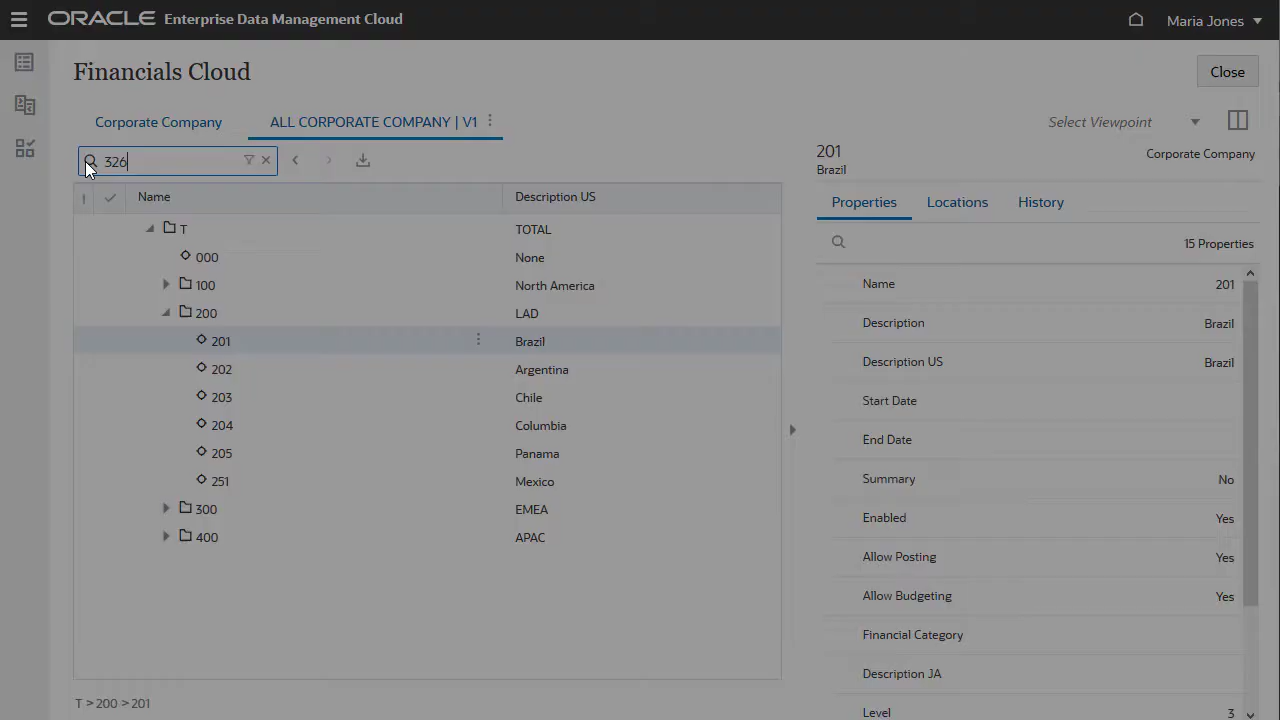 ORACLE Enterprise Data Management Cloud
Maria Jones
Financials Cloud
Close
Corporate Company
ALL CORPORATE COMPANY | V1
Select Viewpoint
326
201
Brazil
Corporate Company
Name Description US
T TOTAL
000 None
100 North America
200 LAD
201 Brazil
202 Argentina
203 Chile
204 Columbia
205 Panama
251 Mexico
300 EMEA
400 APAC
T > 200 > 201
Properties Locations History
15 Properties
Name 201
Description Brazil
Description US Brazil
Start Date
End Date
Summary No
Enabled Yes
Allow Posting Yes
Allow Budgeting Yes
Financial Category
Description JA
Level 3